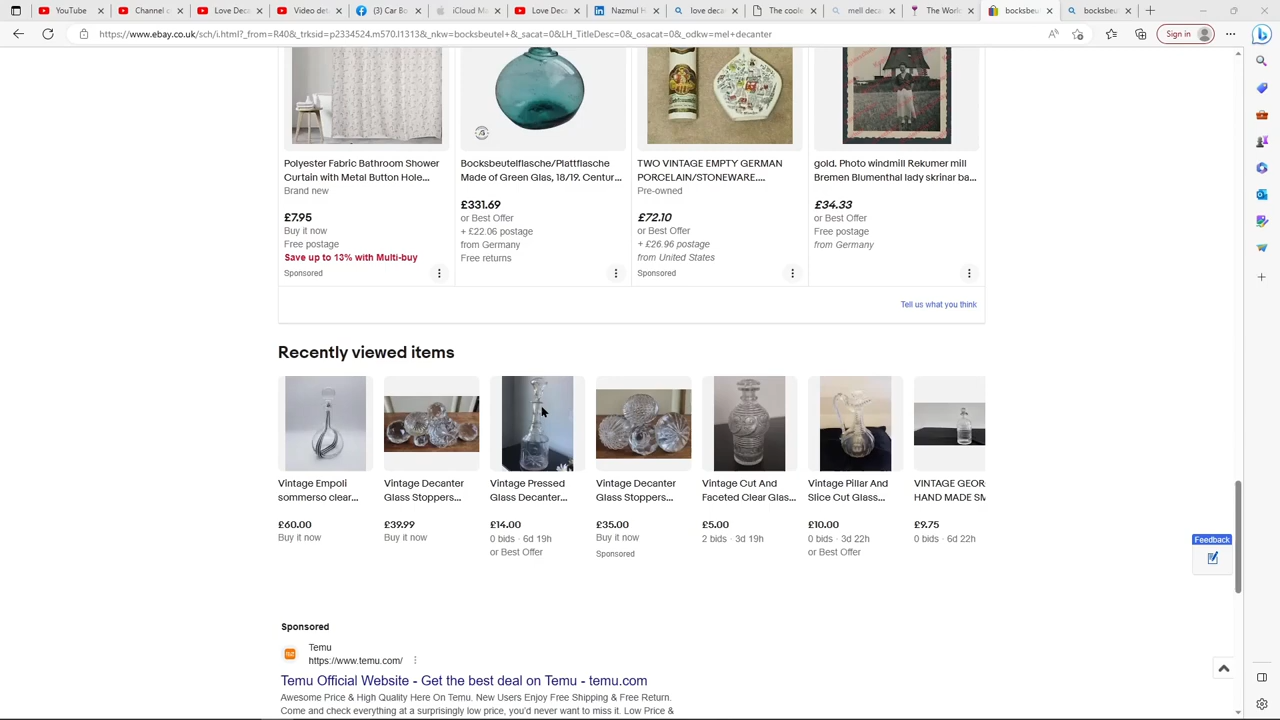 Love Deca
YouTube
Video det
(3) Car Bo
iCloud Ma
Love Deca
Nazmul H
love deca
The cooki
mell deca
The World
bocksbeu
bocksbeu
https://www.ebay.co.uk/sch/i.html?_from=R40&_trksid=p2334524.m570.l1313&_nkw=bocksbeutel+&_sacat=0&LH_TitleDesc=0&_osacat=0&_odkw=mel+decanter
Sign in
Polyester Fabric Bathroom Shower
Curtain with Metal Button Hole...
Brand new
£7.95
Buy it now
Free postage
Save up to 13% with Multi-buy
Sponsored
Bocksbeutelflasche/Plattflasche
Made of Green Glas, 18/19. Centur...
£331.69
or Best Offer
+ £22.06 postage
from Germany
Free returns
TWO VINTAGE EMPTY GERMAN
PORCELAIN/STONEWARE....
Pre-owned
£72.10
or Best Offer
+ £26.96 postage
from United States
Sponsored
gold. Photo windmill Rekumer mill
Bremen Blumenthal lady skrinar ba...
£34.33
or Best Offer
Free postage
from Germany
Tell us what you think
Recently viewed items
Vintage Empoli
sommerso clear...
£60.00
Buy it now
Vintage Decanter
Glass Stoppers...
£39.99
Buy it now
Vintage Pressed
Glass Decanter...
£14.00
0 bids · 6d 19h
or Best Offer
Vintage Decanter
Glass Stoppers...
£35.00
Buy it now
Sponsored
Vintage Cut And
Faceted Clear Glas...
£5.00
2 bids · 3d 19h
Vintage Pillar And
Slice Cut Glass...
£10.00
0 bids · 3d 22h
or Best Offer
VINTAGE GEOR
HAND MADE SM
£9.75
0 bids · 6d 22h
Feedback
Sponsored
Temu
https://www.temu.com/
Temu Official Website - Get the best deal on Temu - temu.com
Awesome Price & High Quality Here On Temu. New Users Enjoy Free Shipping & Free Return.
Come and check everything at a surprisingly low price, you'd never want to miss it. Low Price &